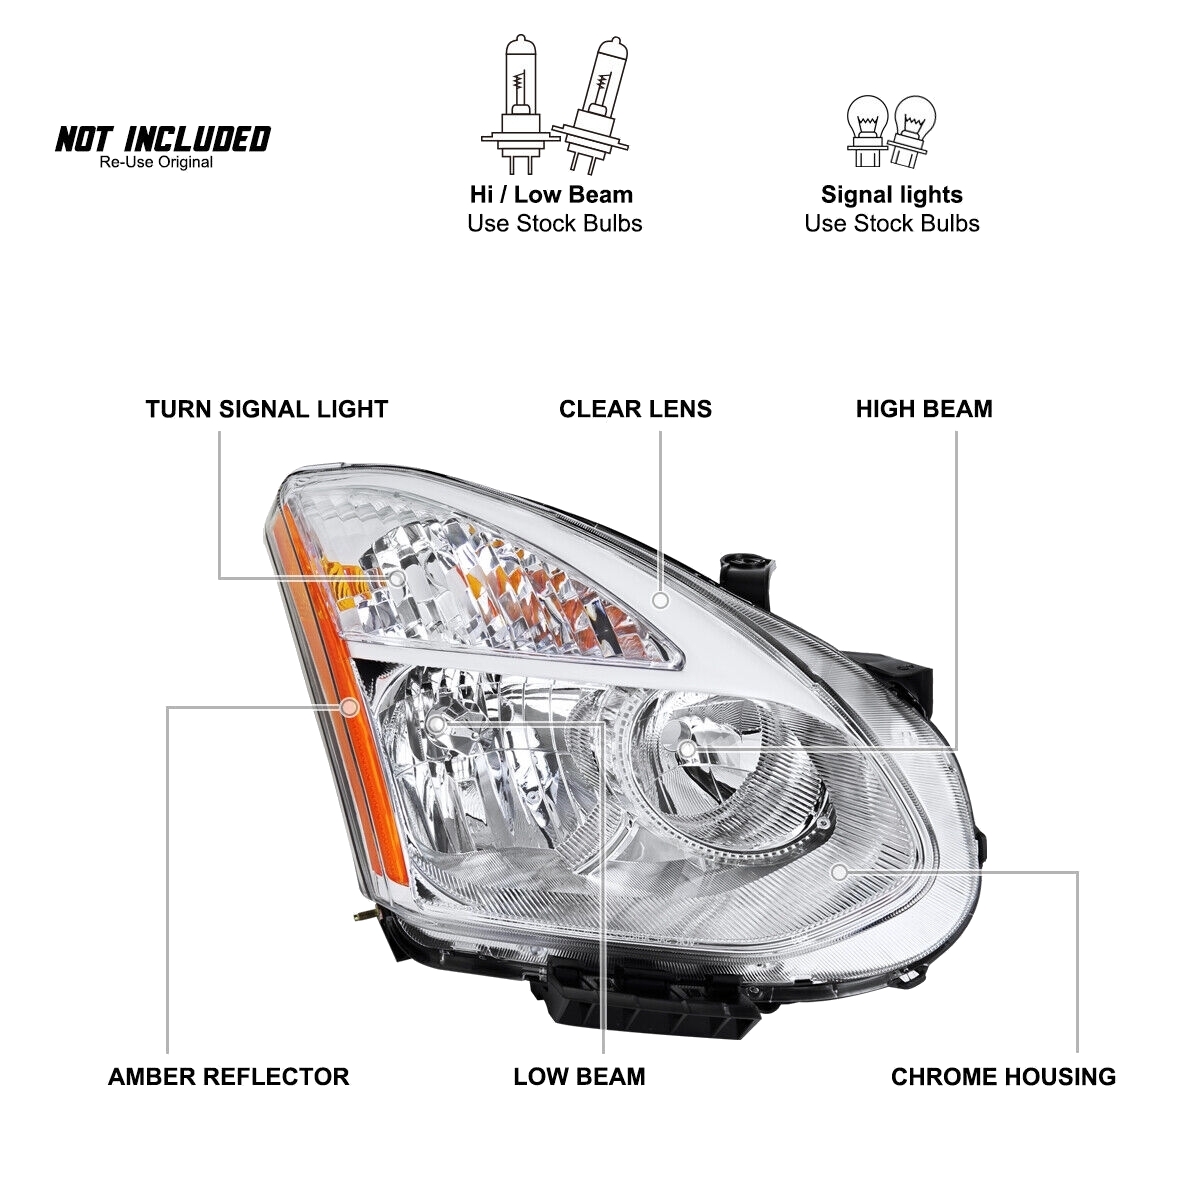 NOT INCLUDED
Re-Use Original
Hi / Low Beam
Use Stock Bulbs
Signal lights
Use Stock Bulbs
TURN SIGNAL LIGHT
CLEAR LENS
HIGH BEAM
AMBER REFLECTOR
LOW BEAM
CHROME HOUSING